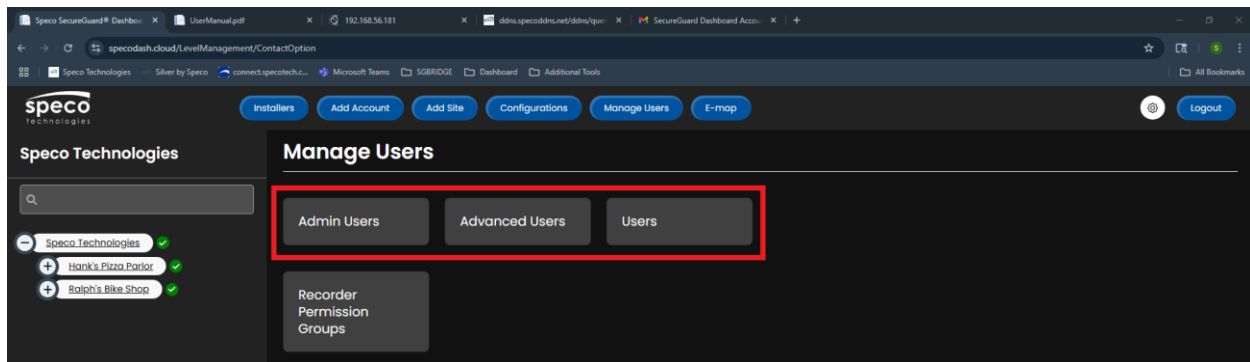 Speco SecureGuard® Dashboar
UserManual.pdf
192.168.56.181
ddns.specoddns.net/ddns/quer
SecureGuard Dashboard Accou
specodash.cloud/LevelManagement/ContactOption
Speco Technologies
Silver by Speco
connect.specotech.c...
Microsoft Teams
SGBRIDGE
Dashboard
Additional Tools
All Bookmarks
speco
technologies
Installers
Add Account
Add Site
Configurations
Manage Users
E-map
Logout
Speco Technologies
Manage Users
Speco Technologies
Hank's Pizza Parlor
Ralph's Bike Shop
Admin Users
Advanced Users
Users
Recorder
Permission
Groups